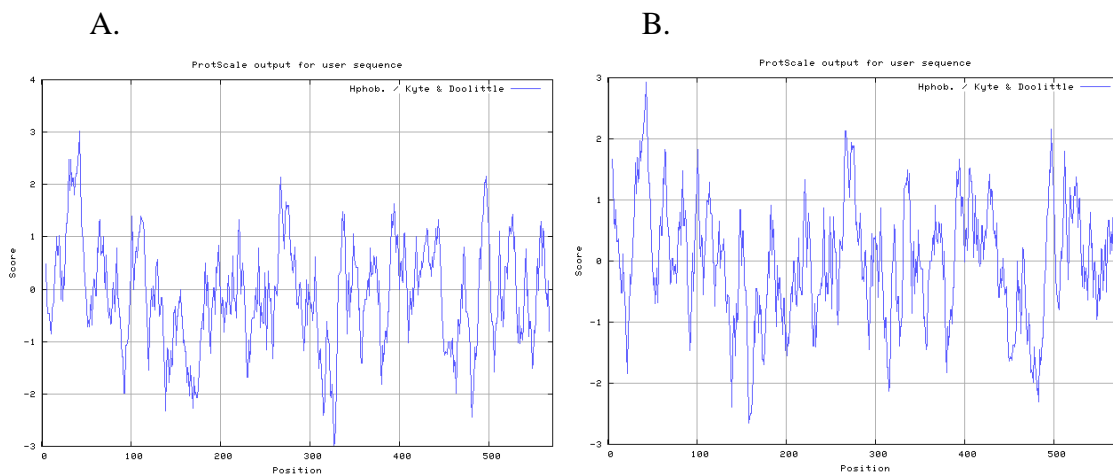 A.
ProtScale output for user sequence
Hphob. / Kyte & Doolittle
4
3
2
1
0
-1
-2
-3
Score
0 100 200 300 400 500
Position
B.
ProtScale output for user sequence
Hphob. / Kyte & Doolittle
3
2
1
0
-1
-2
-3
Score
0 100 200 300 400 500
Position